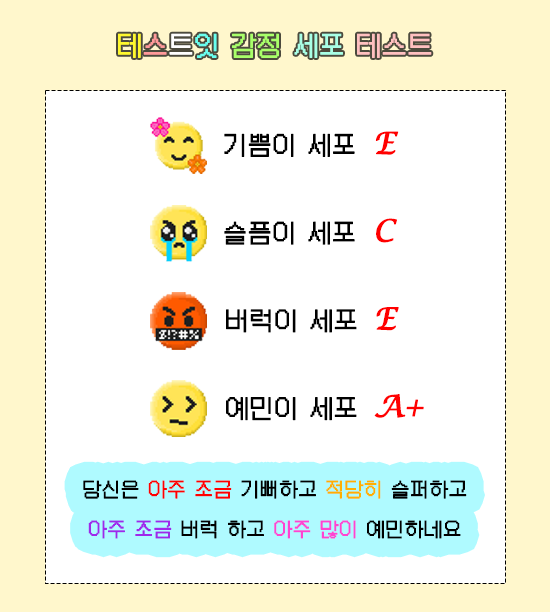 테스트잇 감정 세포 테스트
기쁨이 세포 E
슬픔이 세포 C
$!?#%
버럭이 세포 E
예민이 세포 A+
당신은 아주 조금 기뻐하고 적당히 슬퍼하고
아주 조금 버럭 하고 아주 많이 예민하네요